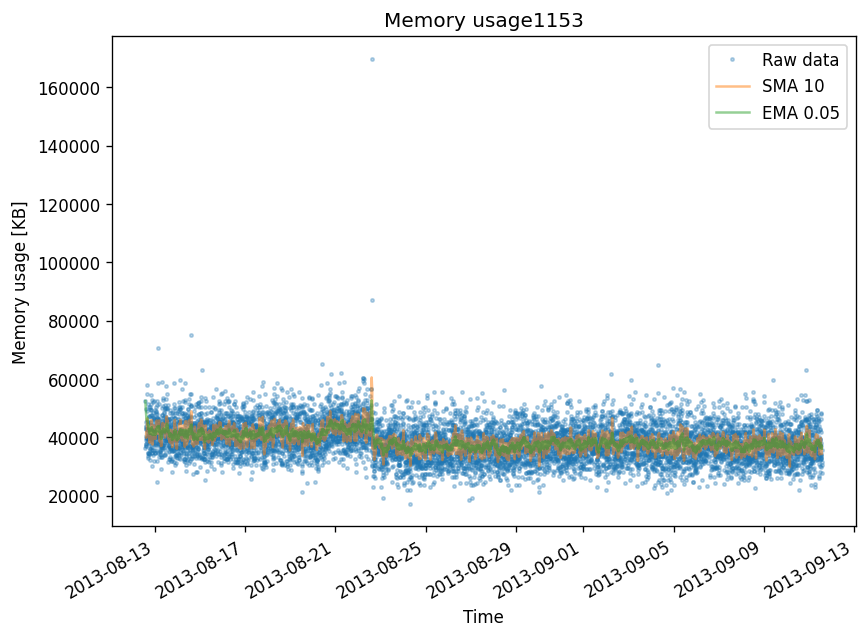 Memory usage1153
Raw data
SMA 10
EMA 0.05
Memory usage [KB]
160000
140000
120000
100000
80000
60000
40000
20000
2013-08-13
2013-08-17
2013-08-21
2013-08-25
2013-08-29
2013-09-01
2013-09-05
2013-09-09
2013-09-13
Time